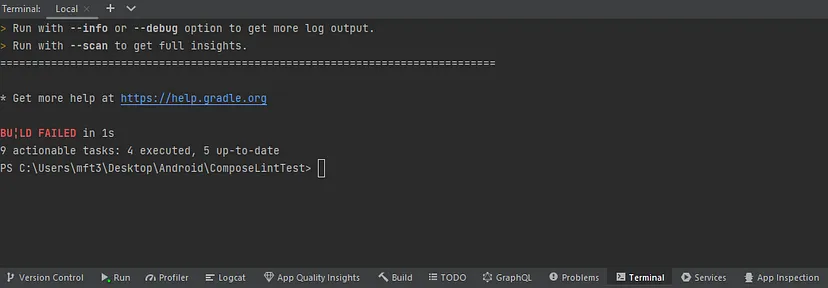 Terminal: Local × +
> Run with --info or --debug option to get more log output.
> Run with --scan to get full insights.
==============================================================================
* Get more help at https://help.gradle.org
BU¦LD FAILED in 1s
9 actionable tasks: 4 executed, 5 up-to-date
PS C:\Users\mft3\Desktop\Android\ComposeLintTest>
Version Control Run Profiler Logcat App Quality Insights Build TODO GraphQL Problems Terminal Services App Inspection